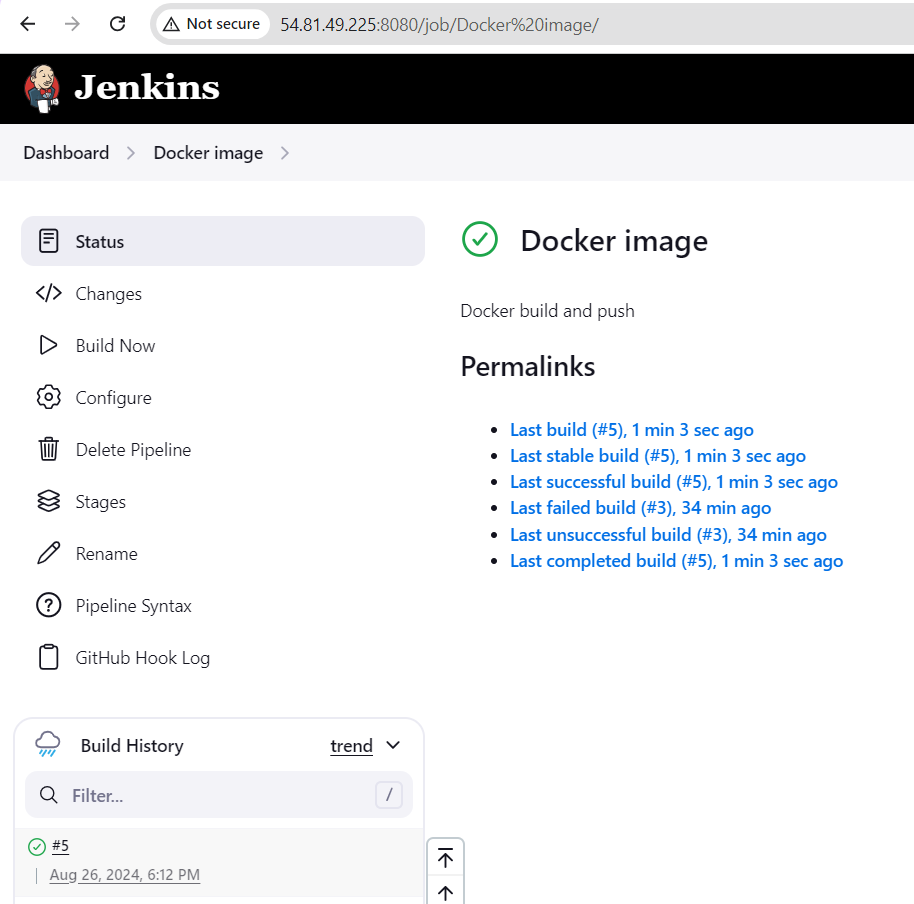 Not secure 54.81.49.225:8080/job/Docker%20image/
Jenkins
Dashboard > Docker image >
Status
Changes
Build Now
Configure
Delete Pipeline
Stages
Rename
Pipeline Syntax
GitHub Hook Log
Docker image
Docker build and push
Permalinks
Last build (#5), 1 min 3 sec ago
Last stable build (#5), 1 min 3 sec ago
Last successful build (#5), 1 min 3 sec ago
Last failed build (#3), 34 min ago
Last unsuccessful build (#3), 34 min ago
Last completed build (#5), 1 min 3 sec ago
Build History trend
Filter... /
#5
Aug 26, 2024, 6:12 PM